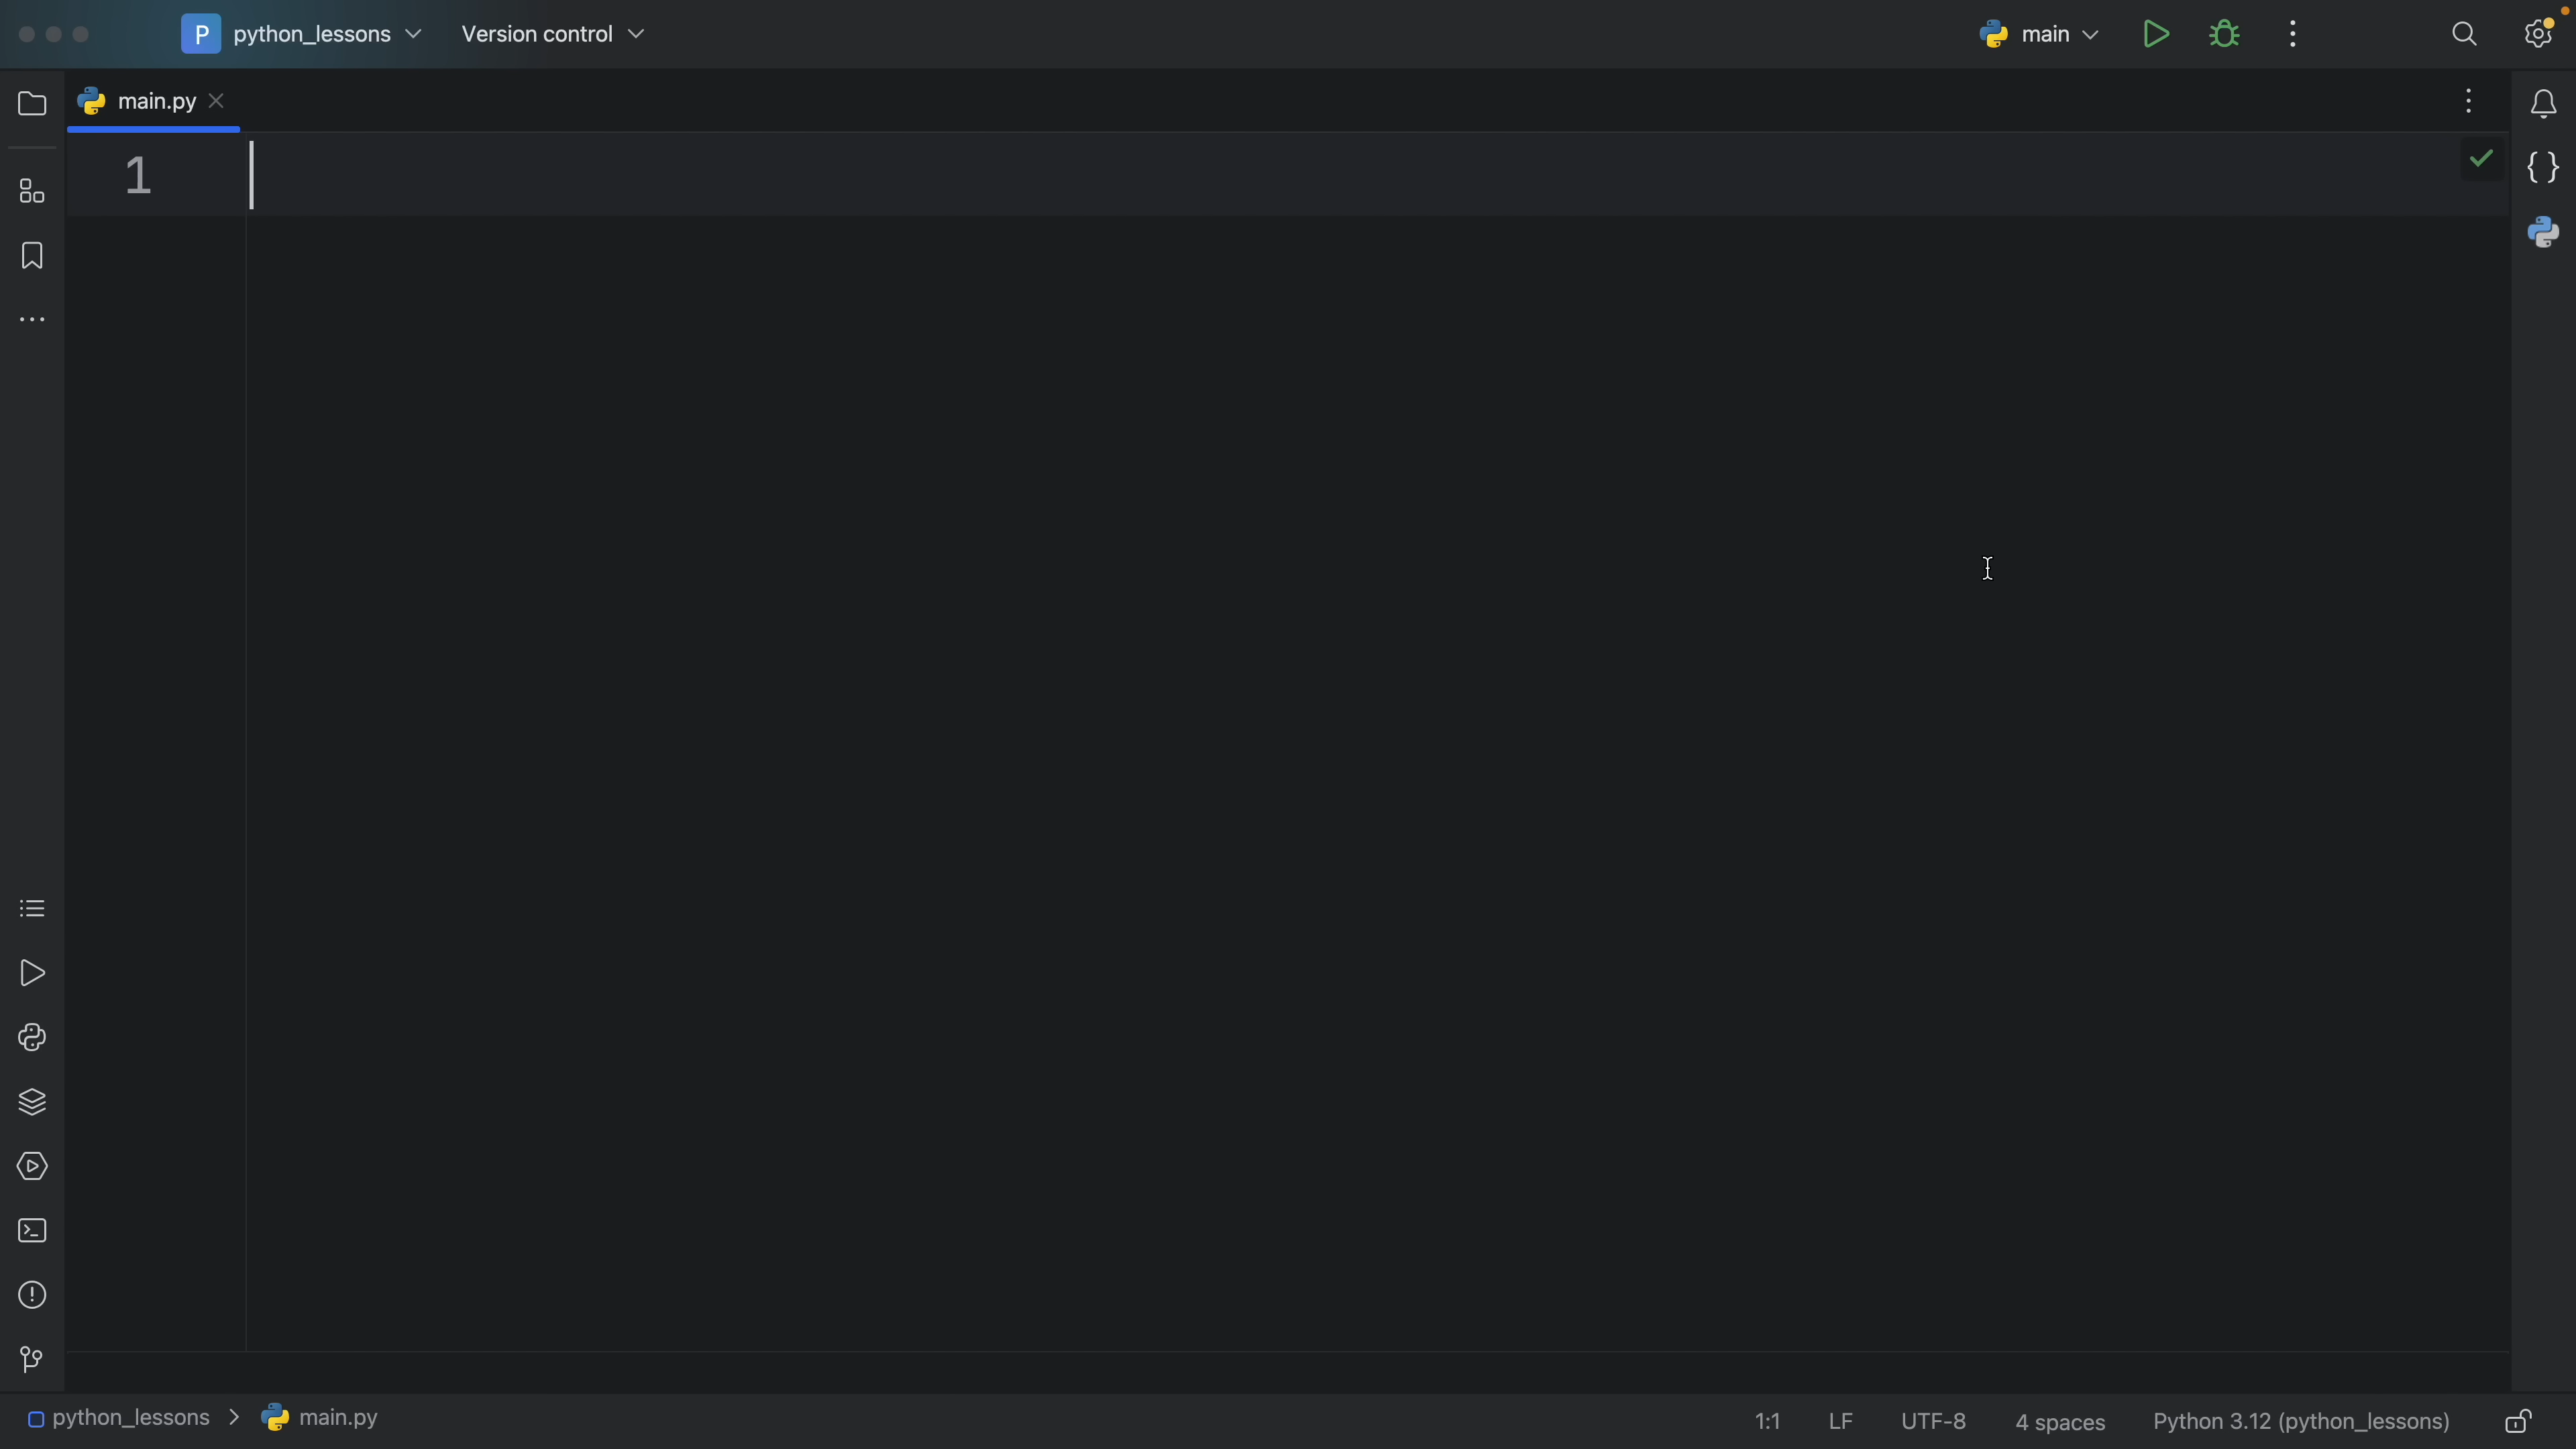 P python_lessons Version control main
main.py
1
python_lessons > main.py 1:1 LF UTF-8 4 spaces Python 3.12 (python_lessons)